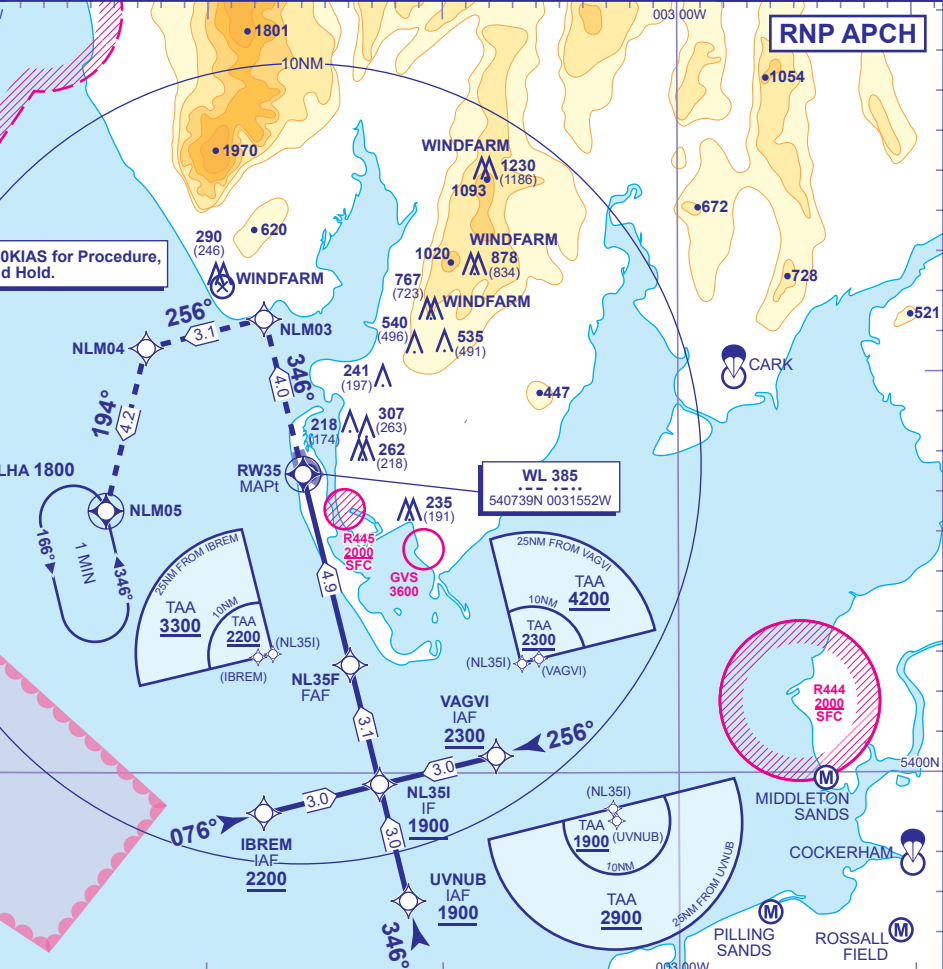 003 00W
RNP APCH
1801
10NM
1054
1970
WINDFARM
1230
(1186)
1093
672
620
290
(246)
WINDFARM
0KIAS for Procedure,
d Hold.
WINDFARM
1020
878
(834)
767
(723)
WINDFARM
728
521
256°
3.1
NLM03
NLM04
540
(496)
535
(491)
346°
4.0
241
(197)
CARK
447
194°
4.2
218
(174)
307
(263)
262
(218)
LHA 1800
RW35
MAPt
WL 385
.-- .-..
540739N 0031552W
NLM05
166°
1 MIN
346°
235
(191)
R445
2000
SFC
GVS
3600
25NM FROM IBREM
TAA
3300
10NM
TAA
2200
(NL35I)
(IBREM)
4.9
25NM FROM VAGVI
TAA
4200
10NM
TAA
2300
(NL35I)
(VAGVI)
NL35F
FAF
R444
2000
SFC
VAGVI
IAF
2300
256°
3.1
3.0
5400N
NL35I
IF
1900
3.0
076°
IBREM
IAF
2200
3.0
M
MIDDLETON
SANDS
(NL35I)
TAA
1900
(UVNUB)
10NM
TAA
2900
25NM FROM UVNUB
COCKERHAM
UVNUB
IAF
1900
346°
M
PILLING
SANDS
M
ROSSALL
FIELD
003 00W